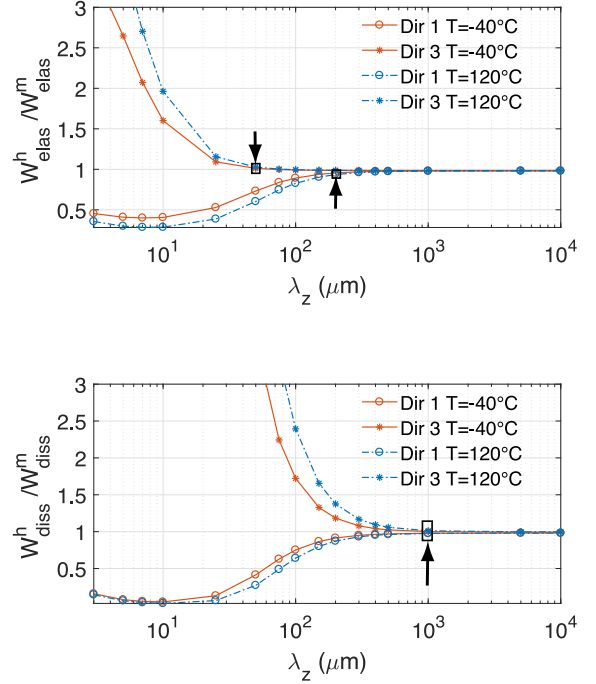 3
2.5
2
1.5
1
0.5
W^h_elas /W^m_elas
Dir 1 T=-40°C
Dir 3 T=-40°C
Dir 1 T=120°C
Dir 3 T=120°C
10^1 10^2 10^3 10^4
λ_z (μm)
3
2.5
2
1.5
1
0.5
W^h_diss /W^m_diss
Dir 1 T=-40°C
Dir 3 T=-40°C
Dir 1 T=120°C
Dir 3 T=120°C
10^1 10^2 10^3 10^4
λ_z (μm)